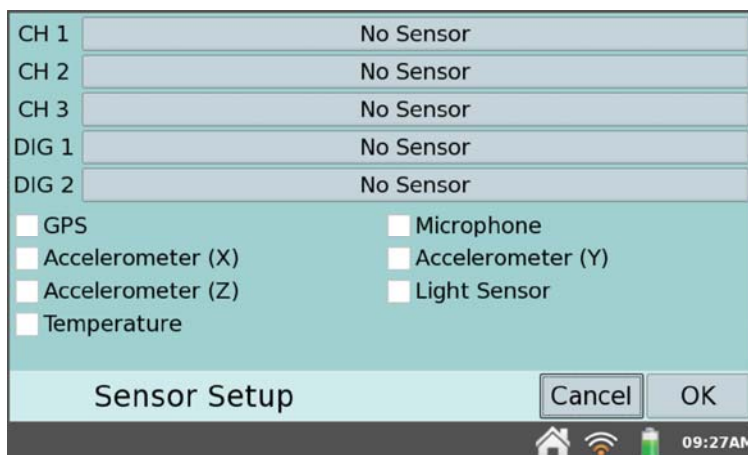 CH 1 No Sensor
CH 2 No Sensor
CH 3 No Sensor
DIG 1 No Sensor
DIG 2 No Sensor
GPS Microphone
Accelerometer (X) Accelerometer (Y)
Accelerometer (Z) Light Sensor
Temperature
Sensor Setup Cancel OK
09:27AM